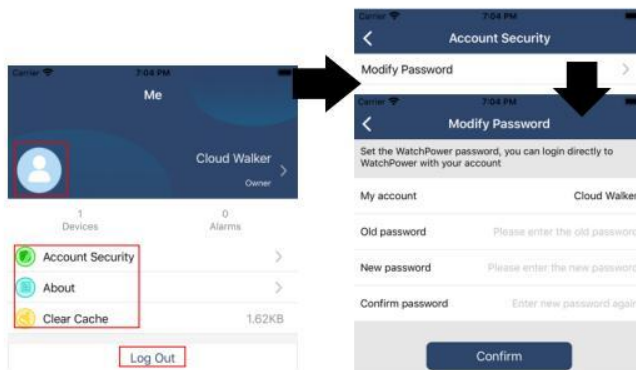 Carrier 7:04 PM
Me
Cloud Walker
Owner
1
0
Devices
Alarms
Account Security
About
Clear Cache
1.62KB
Log Out
Carrier 7:04 PM
Account Security
Modify Password
Carrier 7:04 PM
Modify Password
Set the WatchPower password, you can login directly to
WatchPower with your account
My account
Cloud Walker
Old password
Please enter the old password
New password
Please enter the new password
Confirm password
Enter new password again
Confirm